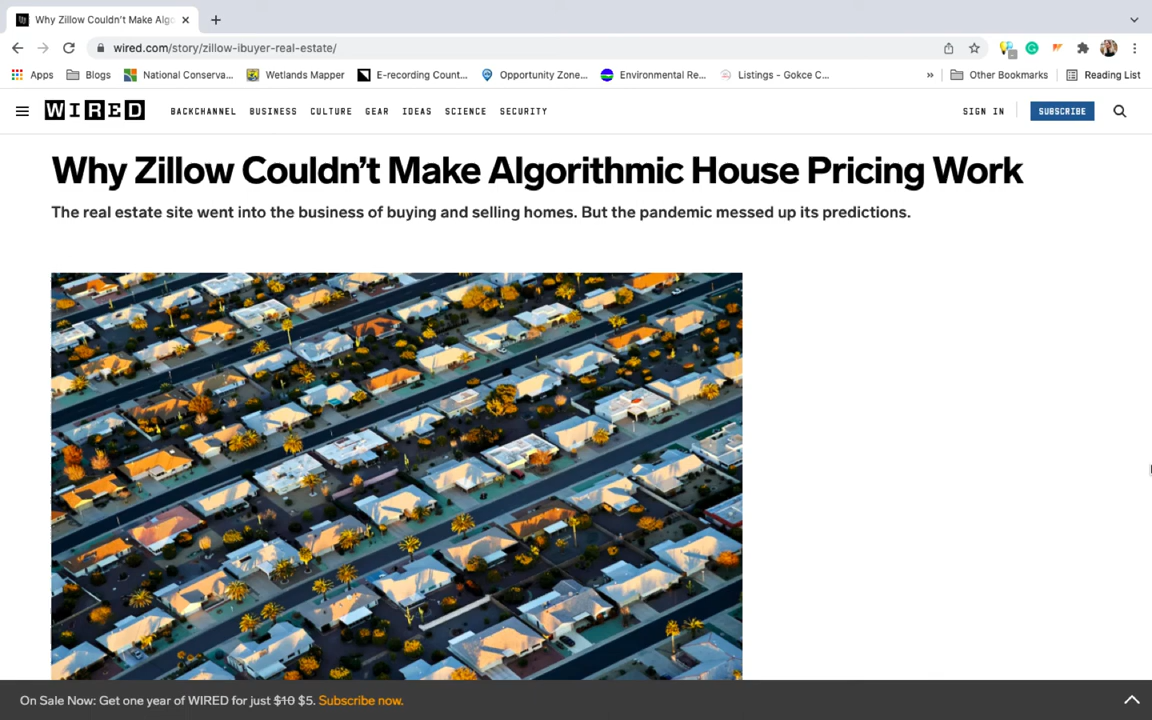 Why Zillow Couldn't Make Algo
wired.com/story/zillow-ibuyer-real-estate/
Apps Blogs National Conserva... Wetlands Mapper E-recording Count... Opportunity Zone... Environmental Re... Listings - Gokce C... » Other Bookmarks Reading List
WIRED BACKCHANNEL BUSINESS CULTURE GEAR IDEAS SCIENCE SECURITY SIGN IN SUBSCRIBE
Why Zillow Couldn't Make Algorithmic House Pricing Work
The real estate site went into the business of buying and selling homes. But the pandemic messed up its predictions.
On Sale Now: Get one year of WIRED for just $10 $5. Subscribe now.